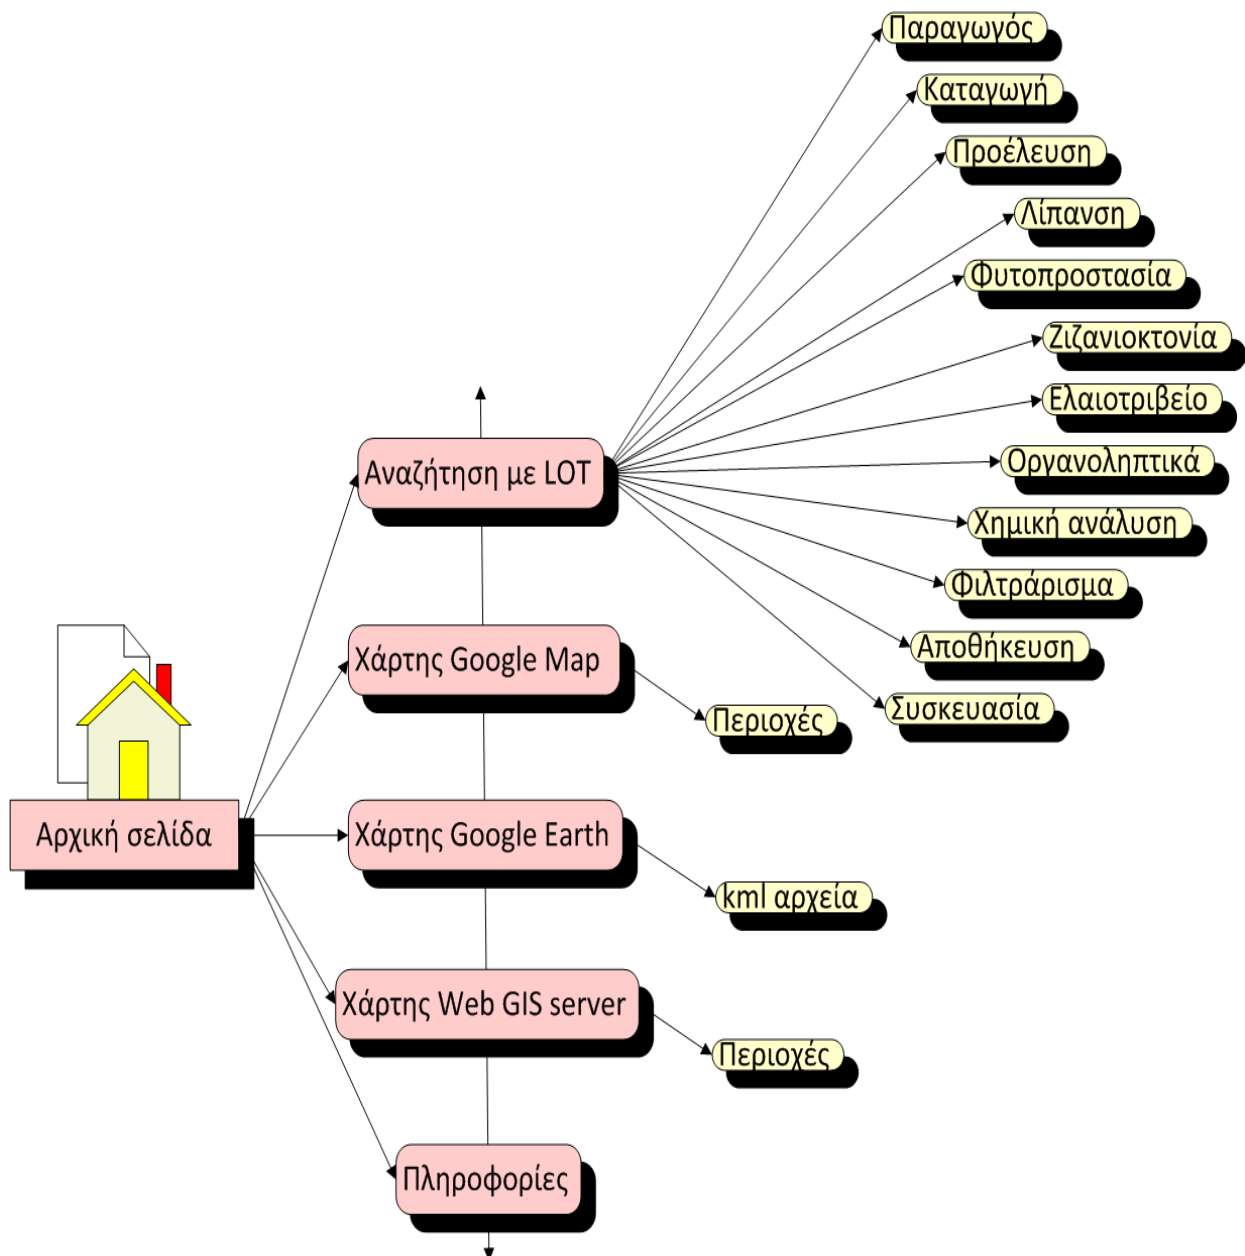 Παραγωγός
Καταγωγή
Προέλευση
Λίπανση
Φυτοπροστασία
Ζιζανιοκτονία
Ελαιοτριβείο
Οργανοληπτικά
Χημική ανάλυση
Φιλτράρισμα
Αποθήκευση
Συσκευασία
Αναζήτηση με LOT
Χάρτης Google Map
Περιοχές
Αρχική σελίδα
Χάρτης Google Earth
kml αρχεία
Χάρτης Web GIS server
Περιοχές
Πληροφορίες